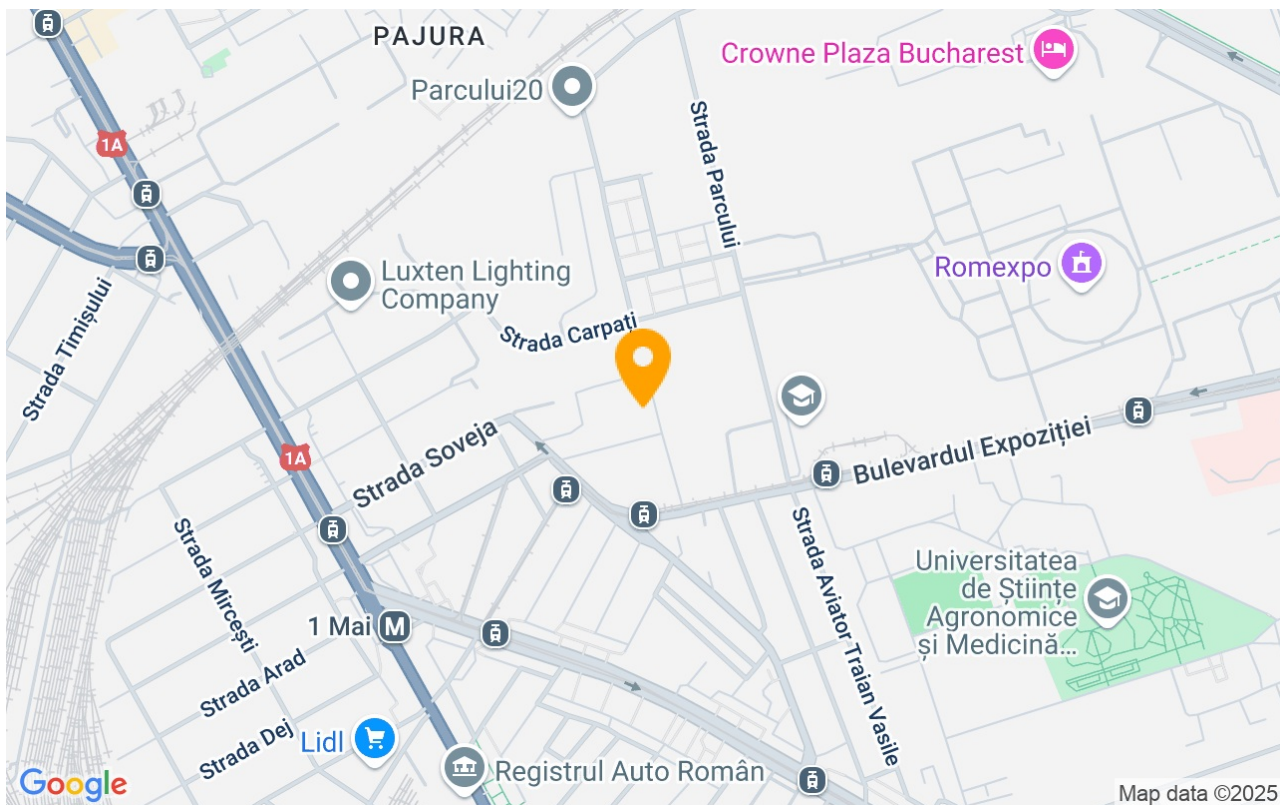 PAJURA
Crowne Plaza Bucharest
Parcului20
1A
Strada Parcului
Romexpo
Luxten Lighting
Company
Strada Timișului
Strada Carpați
Strada Soveja
1A
Bulevardul Expoziției
Strada Mircești
Strada Aviator Traian Vasile
Universitatea
de Științe
Agronomice
și Medicină...
1 Mai M
Strada Arad
Strada Dej
Lidl
Registrul Auto Român
Google
Map data ©2025